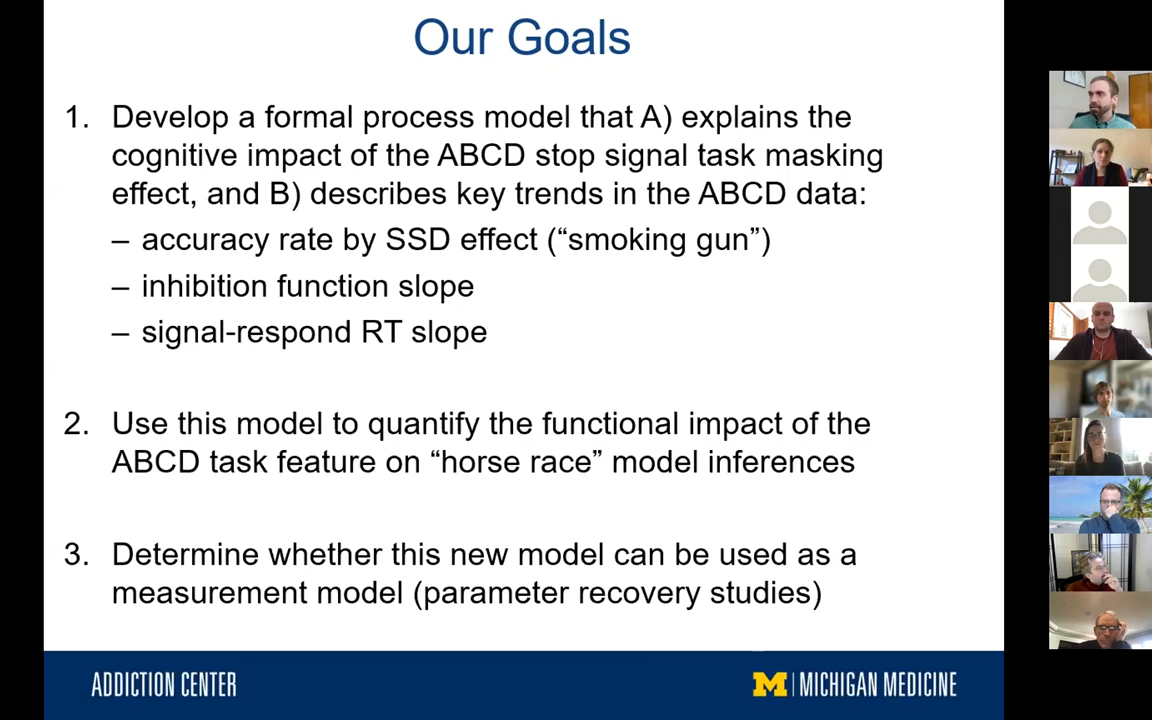 Our Goals
1. Develop a formal process model that A) explains the
cognitive impact of the ABCD stop signal task masking
effect, and B) describes key trends in the ABCD data:
– accuracy rate by SSD effect (“smoking gun”)
– inhibition function slope
– signal-respond RT slope
2. Use this model to quantify the functional impact of the
ABCD task feature on “horse race” model inferences
3. Determine whether this new model can be used as a
measurement model (parameter recovery studies)
ADDICTION CENTER
M | MICHIGAN MEDICINE